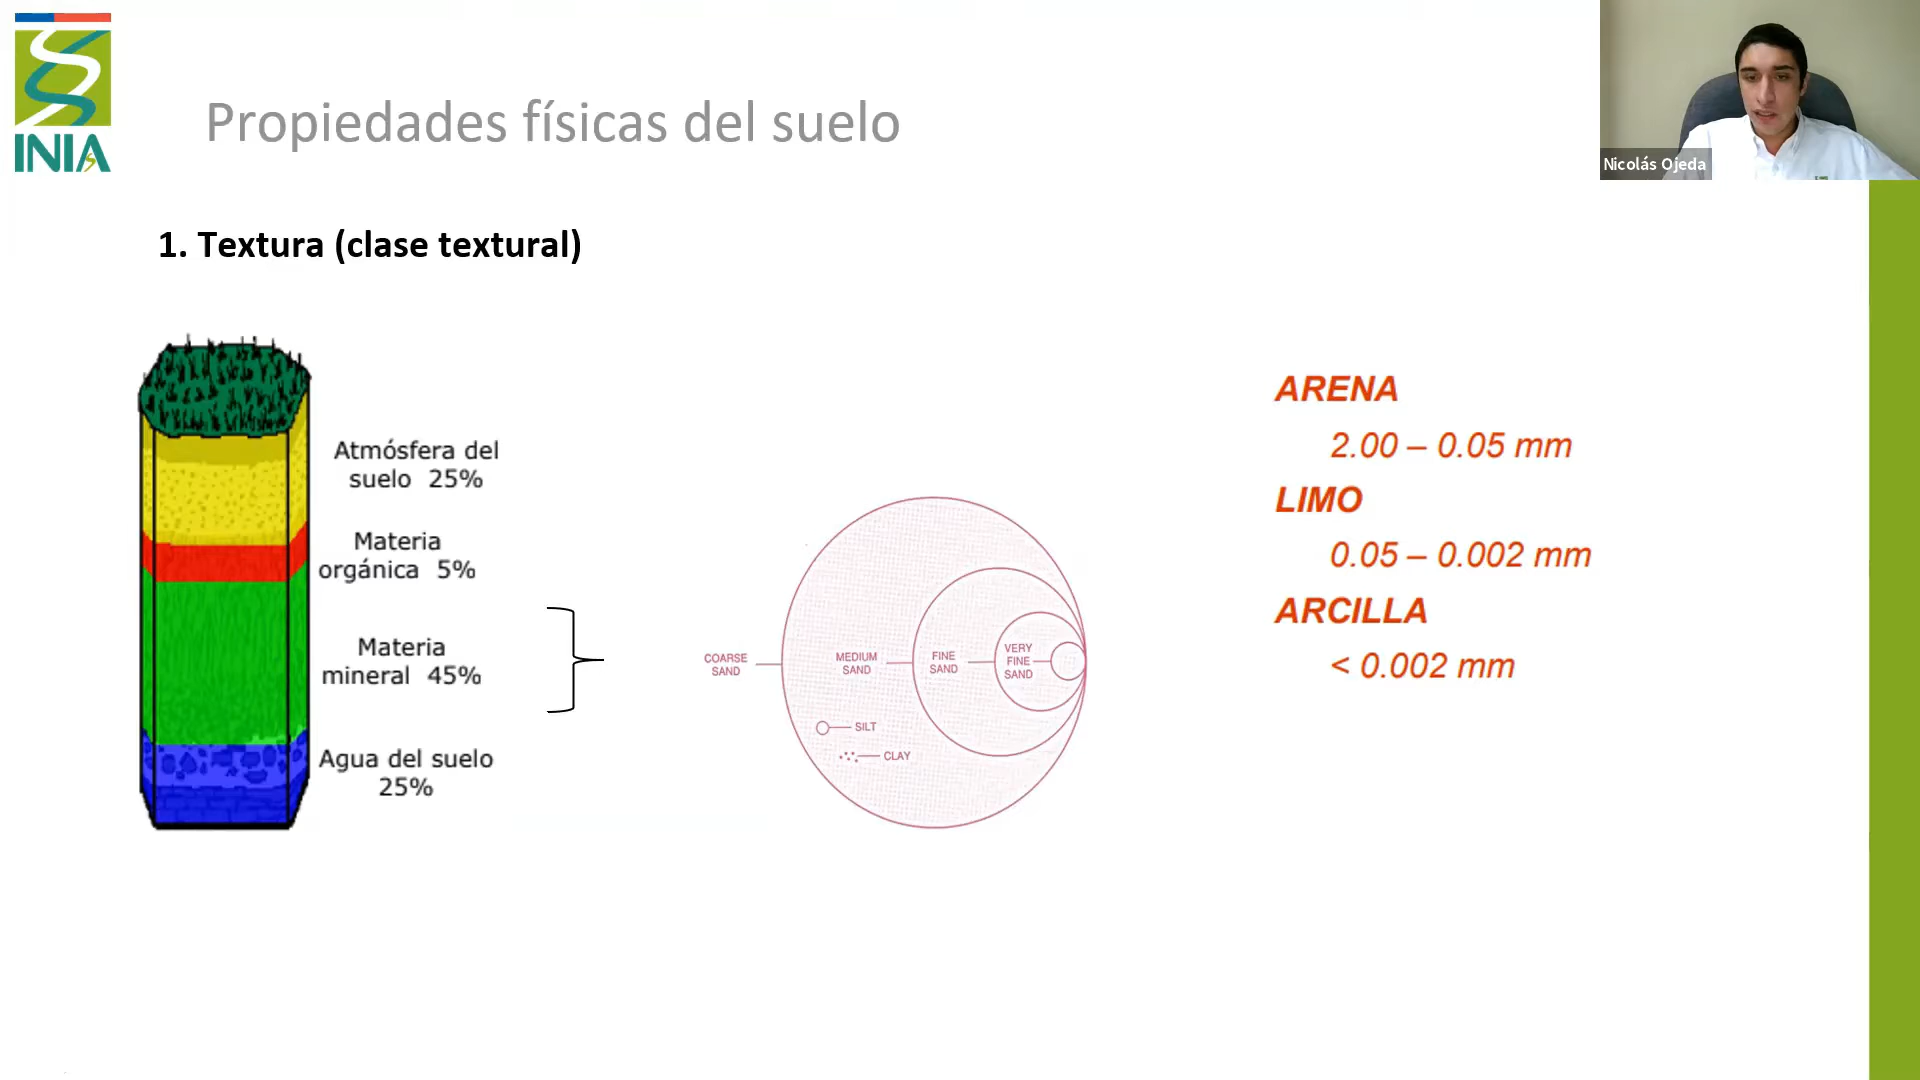 INIA
Propiedades físicas del suelo
Nicolás Ojeda
1. Textura (clase textural)
Atmósfera del
suelo 25%
Materia
orgánica 5%
Materia
mineral 45%
Agua del suelo
25%
COARSE
SAND
MEDIUM
SAND
FINE
SAND
VERY
FINE
SAND
SILT
CLAY
ARENA
2.00 – 0.05 mm
LIMO
0.05 – 0.002 mm
ARCILLA
< 0.002 mm